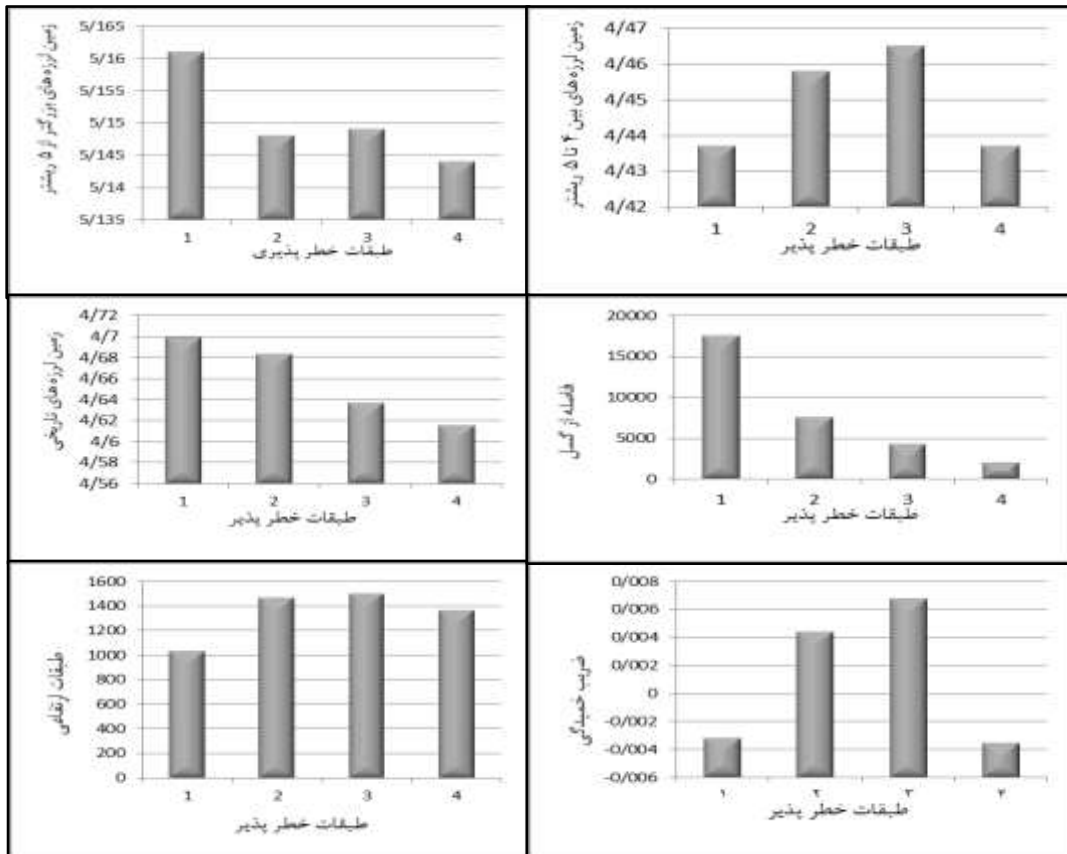 زمین لرزه‌های بزرگتر از ۵ ریشتر
5/165
5/16
5/155
5/15
5/145
5/14
5/135
1 2 3 4
طبقات خطر پذیری
زمین لرزه‌های بین ۴ تا ۵ ریشتر
4/47
4/46
4/45
4/44
4/43
4/42
1 2 3 4
طبقات خطر پذیر
زمین لرزه‌های تاریخی
4/72
4/7
4/68
4/66
4/64
4/62
4/6
4/58
4/56
1 2 3 4
طبقات خطر پذیر
فاصله از گسل
20000
15000
10000
5000
0
1 2 3 4
طبقات خطر پذیر
طبقات ارتفاعی
1600
1400
1200
1000
800
600
400
200
0
1 2 3 4
طبقات خطر پذیر
ضریب خمیدگی
0/008
0/006
0/004
0/002
0
-0/002
-0/004
-0/006
۱ ۲ ۳ ۴
طبقات خطر پذیر